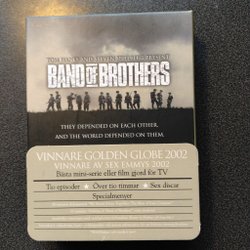 TOM HANKS AND STEVEN SPIELBERG PRESENT
BAND OF BROTHERS
THEY DEPENDED ON EACH OTHER.
AND THE WORLD DEPENDED ON THEM.
VINNARE GOLDEN GLOBE 2002
VINNARE AV SEX EMMYS 2002
Bästa mini-serie eller film gjord för TV
Tio episoder ★ Över tio timmar ★ Sex discar
Specialmenyer